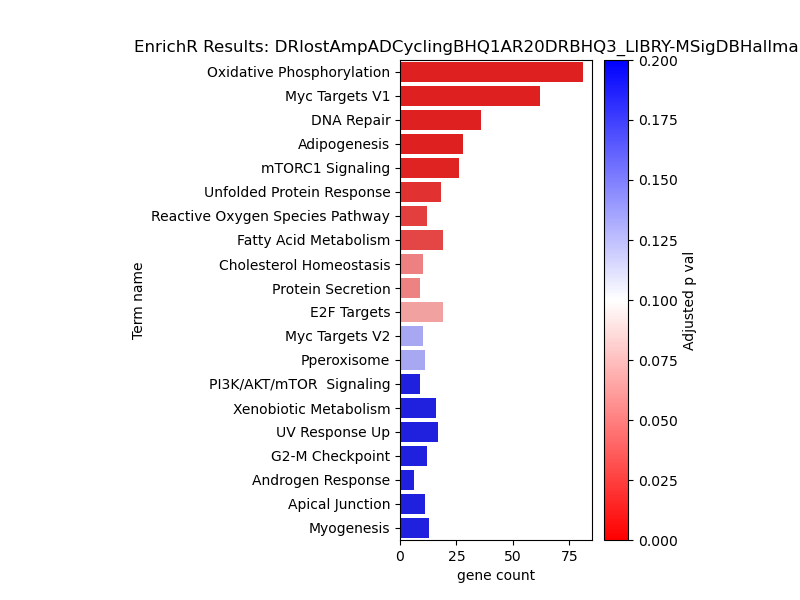 EnrichR Results: DRlostAmpADCyclingBHQ1AR20DRBHQ3_LIBRY-MSigDBHallma
Oxidative Phosphorylation
Myc Targets V1
DNA Repair
Adipogenesis
mTORC1 Signaling
Unfolded Protein Response
Reactive Oxygen Species Pathway
Fatty Acid Metabolism
Cholesterol Homeostasis
Protein Secretion
E2F Targets
Myc Targets V2
Pperoxisome
PI3K/AKT/mTOR  Signaling
Xenobiotic Metabolism
UV Response Up
G2-M Checkpoint
Androgen Response
Apical Junction
Myogenesis
Term name
0 25 50 75
gene count
0.200
0.175
0.150
0.125
0.100
0.075
0.050
0.025
0.000
Adjusted p val